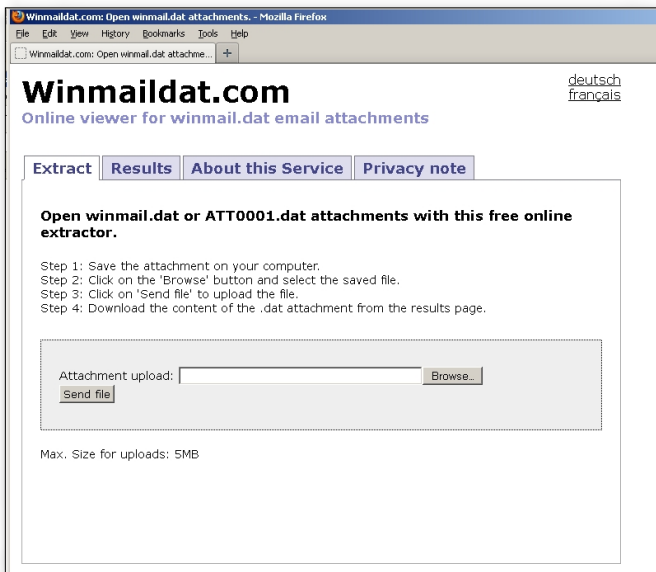 Winmaildat.com: Open winmail.dat attachments. - Mozilla Firefox
File Edit View History Bookmarks Tools Help
Winmaildat.com: Open winmail.dat attachme... +
Winmaildat.com
deutsch
français
Online viewer for winmail.dat email attachments
Extract Results About this Service Privacy note
Open winmail.dat or ATT0001.dat attachments with this free online
extractor.
Step 1: Save the attachment on your computer.
Step 2: Click on the 'Browse' button and select the saved file.
Step 3: Click on 'Send file' to upload the file.
Step 4: Download the content of the .dat attachment from the results page.
Attachment upload: Browse...
Send file
Max. Size for uploads: 5MB